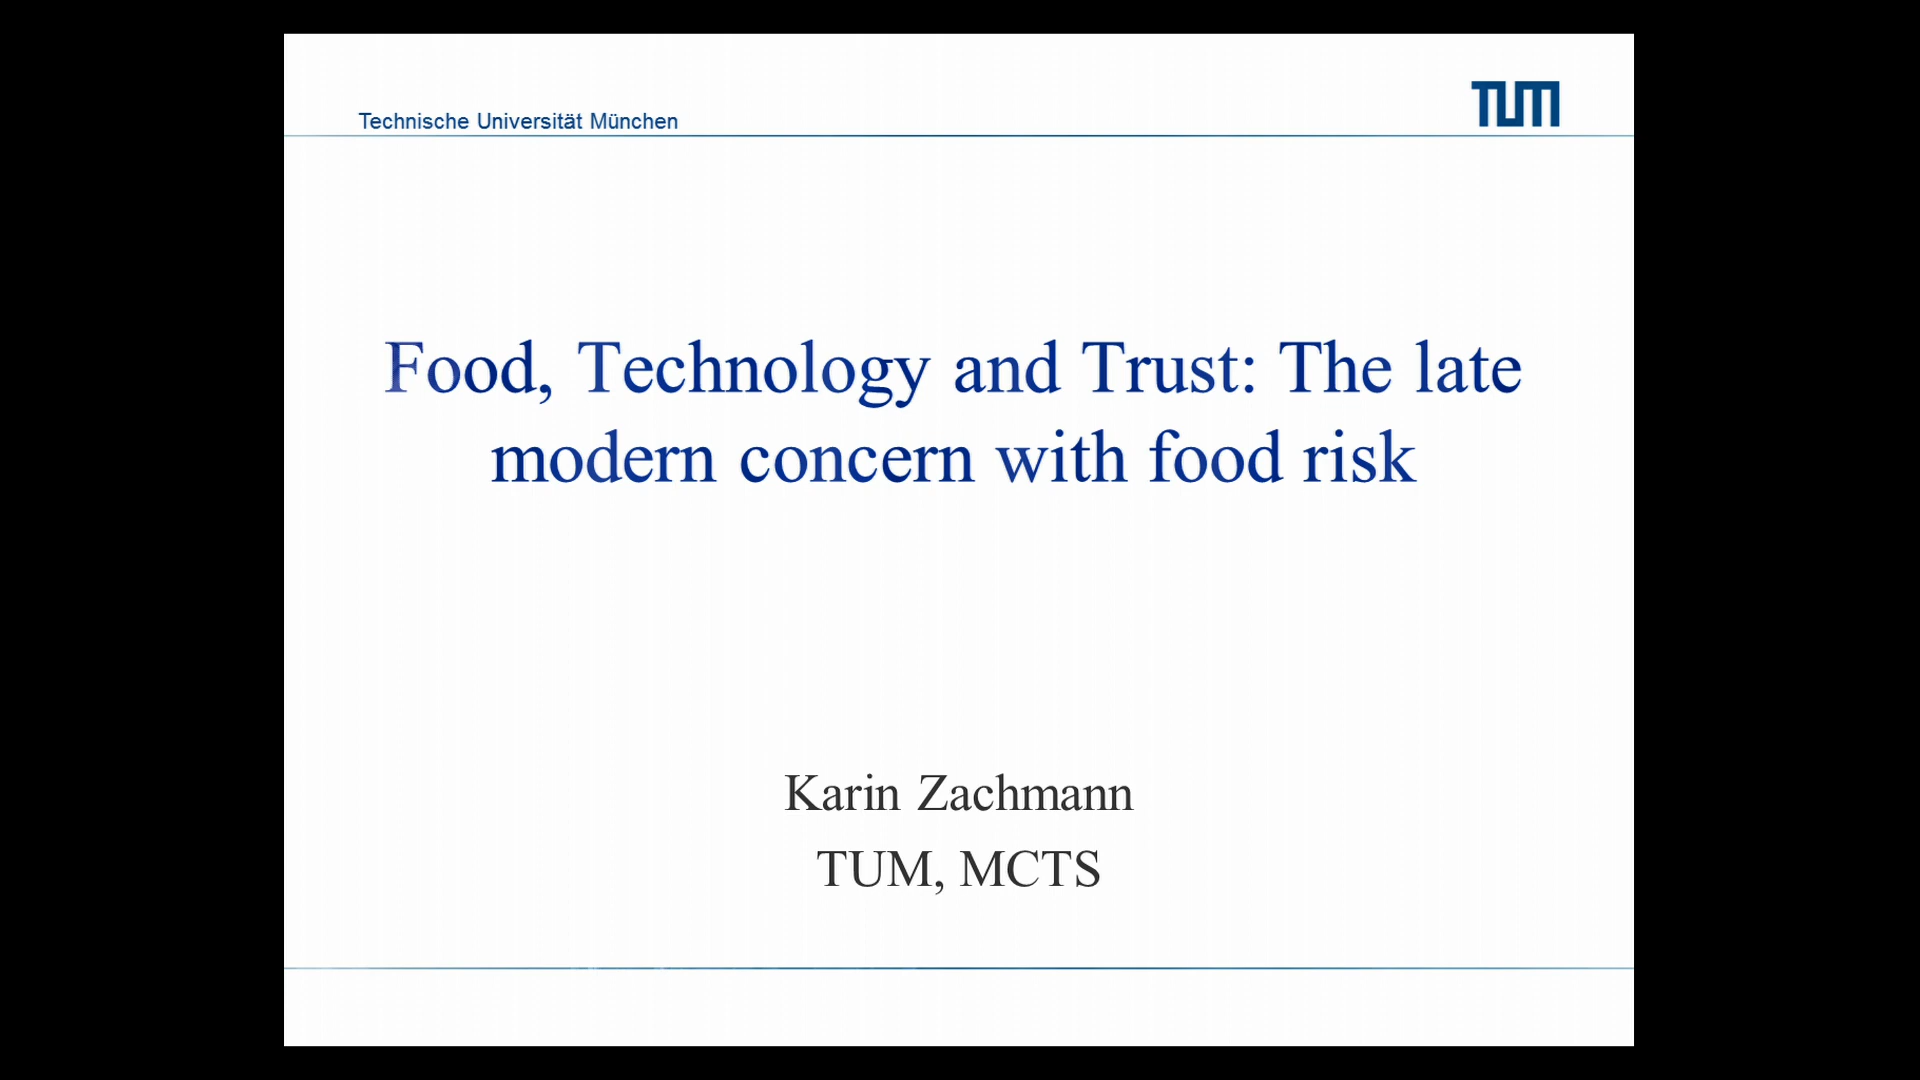 Technische Universität München
TUM
Food, Technology and Trust: The late
modern concern with food risk
Karin Zachmann
TUM, MCTS